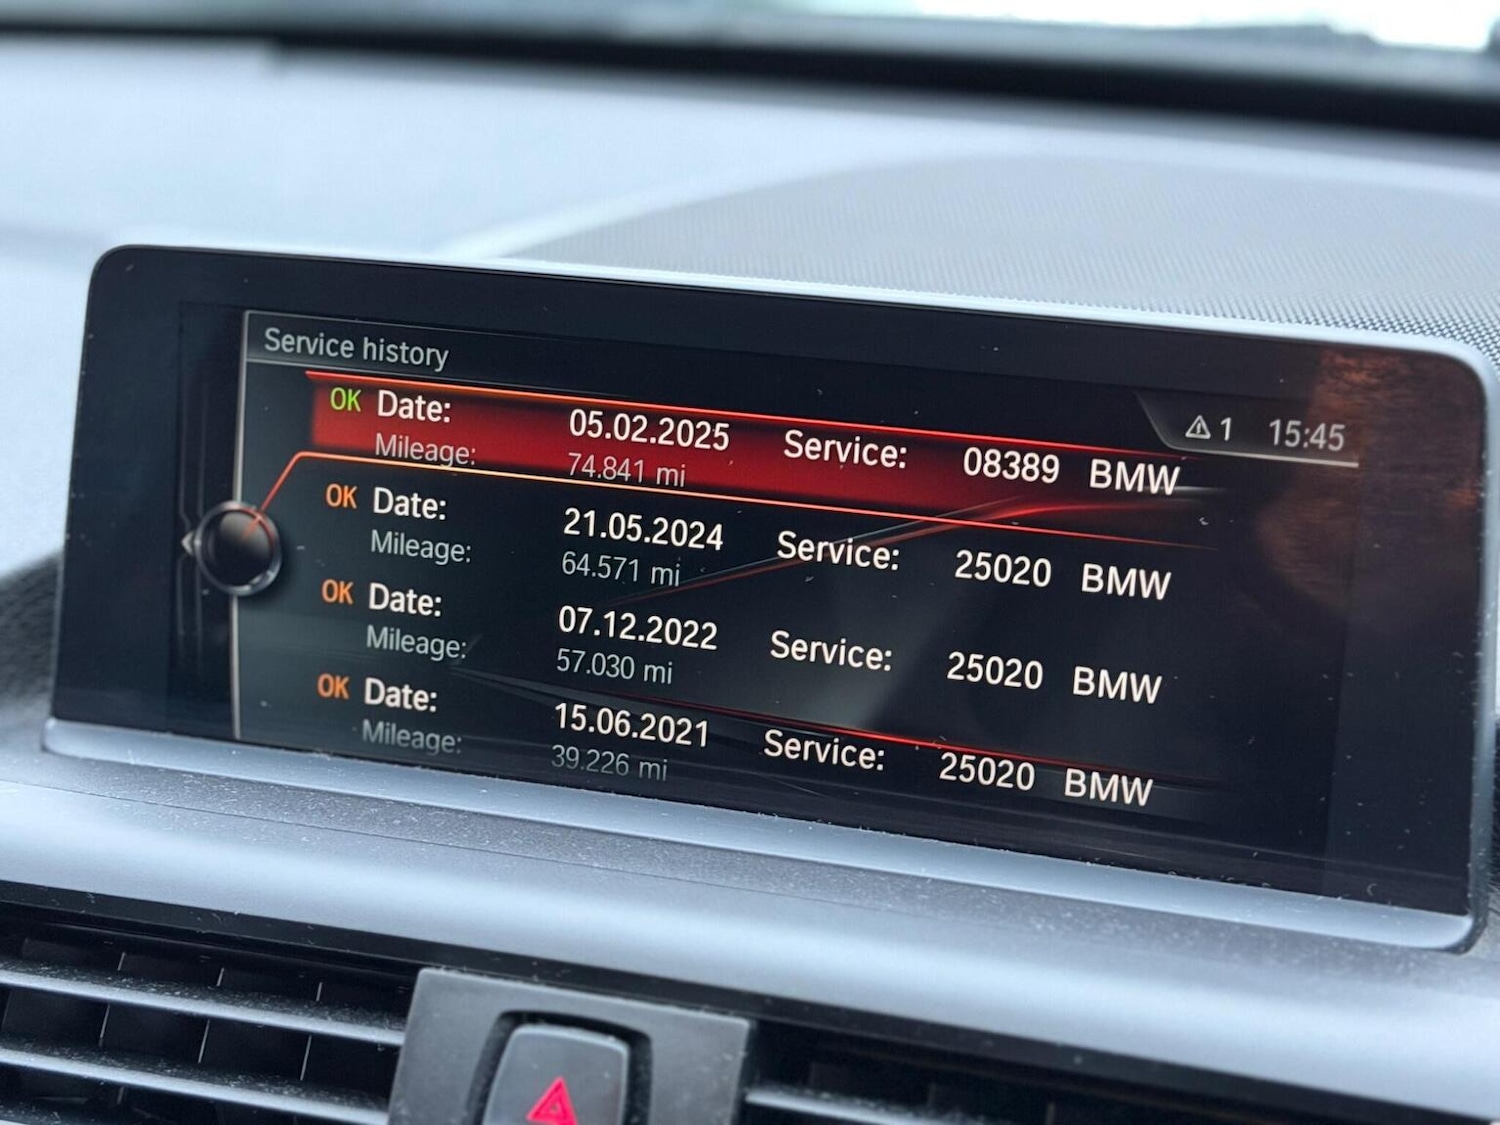 Service history
1 15:45
OK Date: 05.02.2025 Service: 08389 BMW
Mileage: 74.841 mi
OK Date: 21.05.2024 Service: 25020 BMW
Mileage: 64.571 mi
OK Date: 07.12.2022 Service: 25020 BMW
Mileage: 57.030 mi
OK Date: 15.06.2021 Service: 25020 BMW
Mileage: 39.226 mi